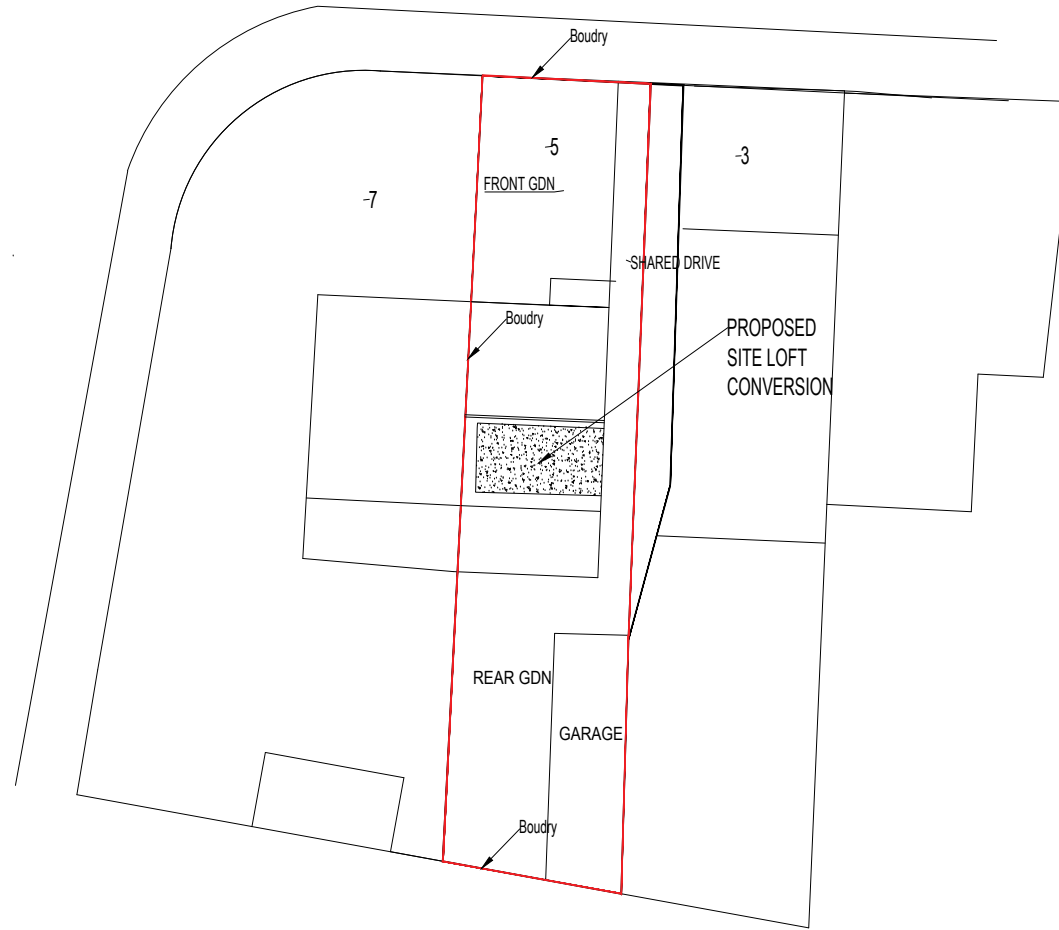 Boudry
-5
-3
FRONT GDN
-7
SHARED DRIVE
Boudry
PROPOSED
SITE LOFT
CONVERSION
REAR GDN
GARAGE
Boudry